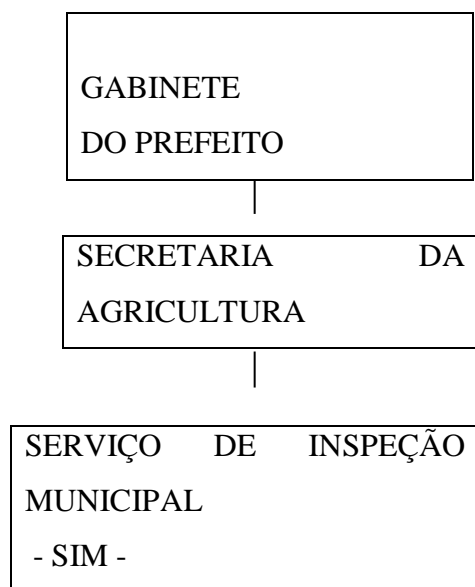 GABINETE
DO PREFEITO
SECRETARIA DA
AGRICULTURA
SERVIÇO DE INSPEÇÃO
MUNICIPAL
- SIM -